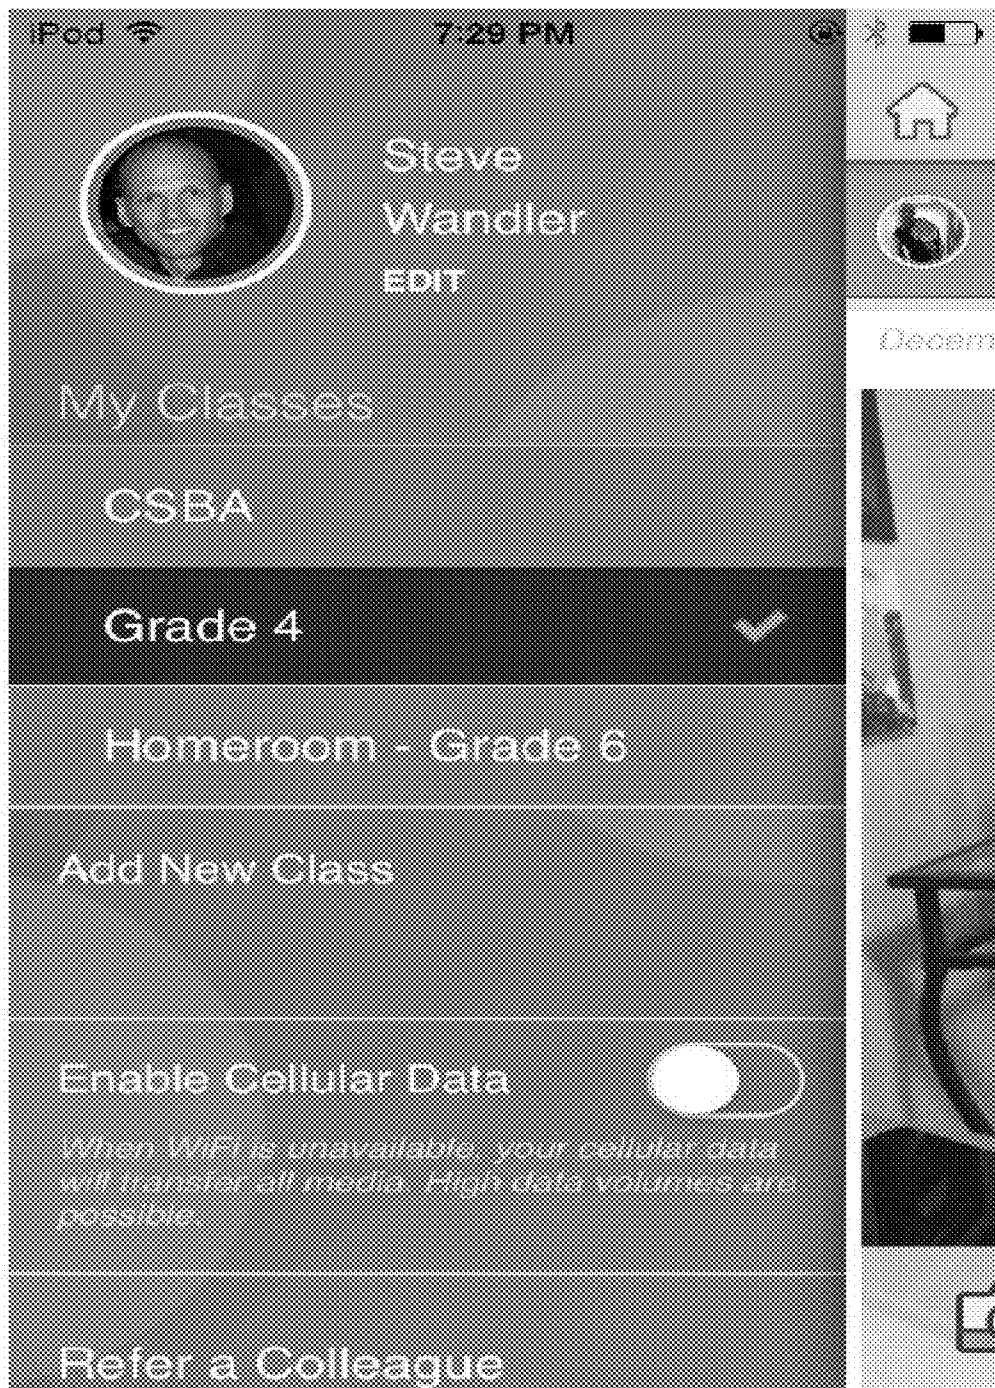 iPod 7:29 PM
Steve
Wandler
EDIT
Decem
My Classes
CSBA
Grade 4
Homeroom - Grade 6
Add New Class
Enable Cellular Data
When WiFi is unavailable, your cellular data
will transfer all media. High data volumes are
possible.
Refer a Colleague